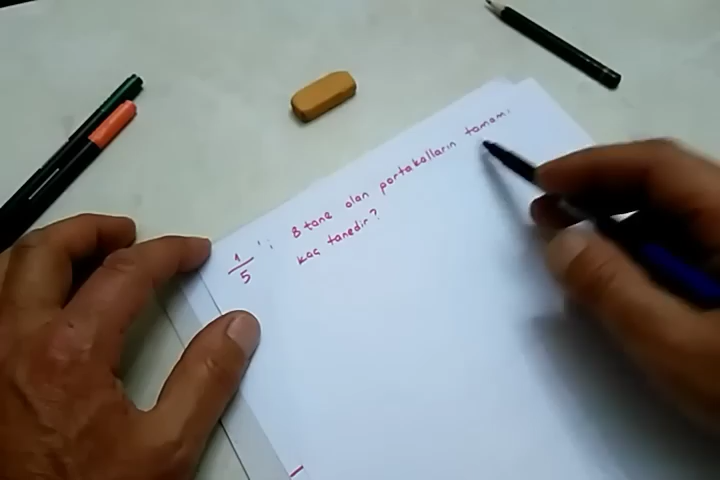 1/5 'i 8 tane olan portakalların tamamı
kaç tanedir?